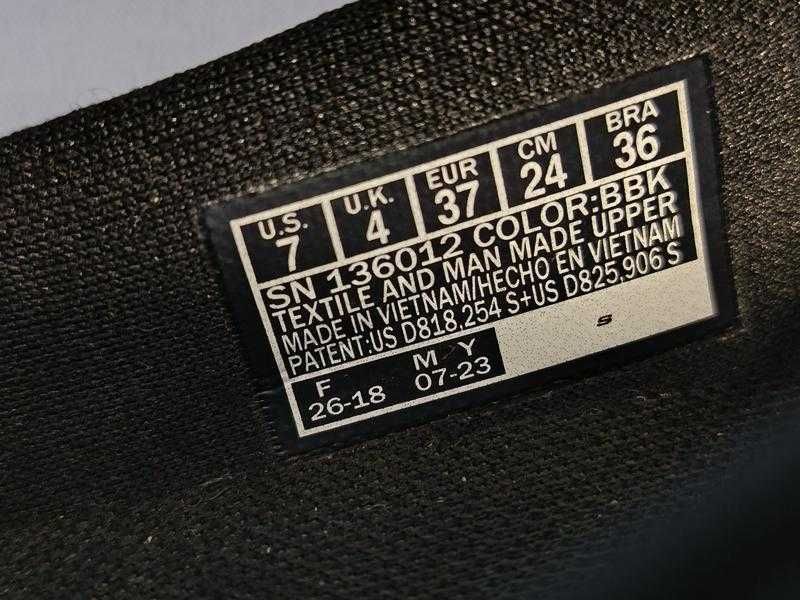 U.S. U.K. EUR CM BRA
7 4 37 24 36
SN 136012 COLOR:BBK
TEXTILE AND MAN MADE UPPER
MADE IN VIETNAM/HECHO EN VIETNAM
PATENT:US D818,254 S+US D825,906 S
F M Y
26-18 07-23
S